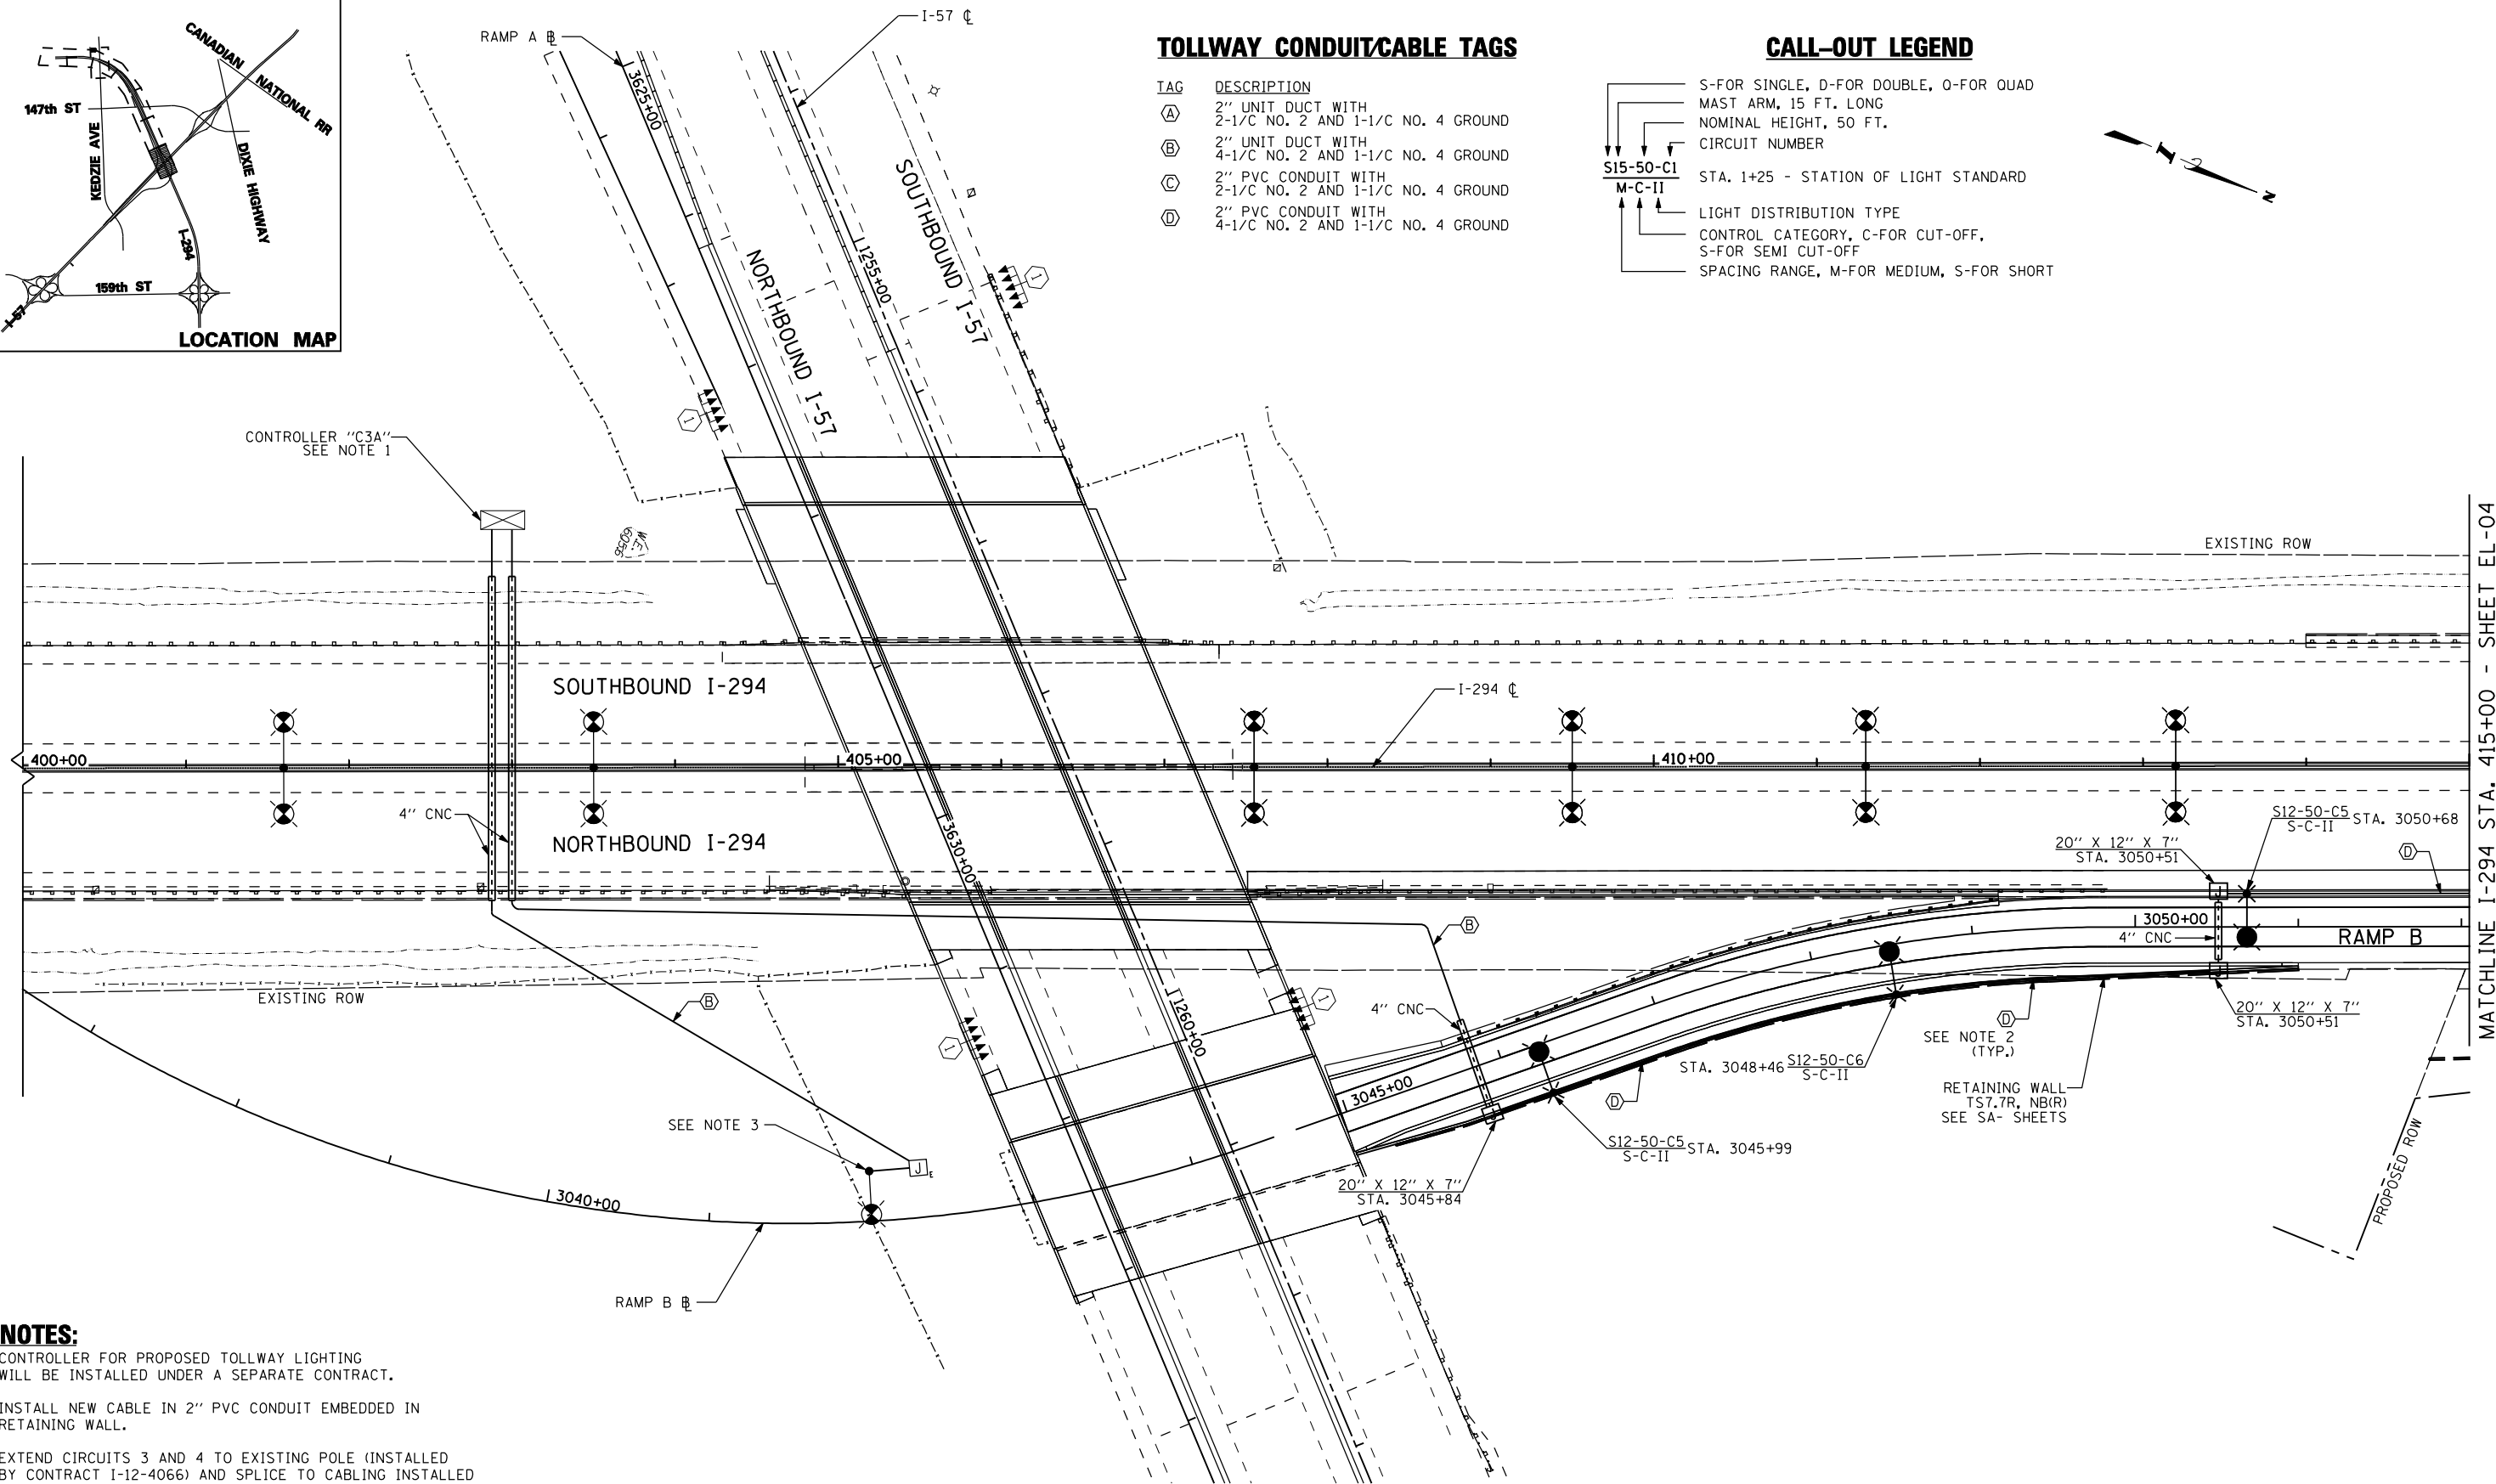 CANADIAN NATIONAL RR
147th ST
KEDZIE AVE
DIXIE HIGHWAY
I-294
159th ST
I-57
LOCATION MAP
RAMP A ⅊
I-57 ℄
TOLLWAY CONDUIT/CABLE TAGS
TAG DESCRIPTION
A 2" UNIT DUCT WITH
2-1/C NO. 2 AND 1-1/C NO. 4 GROUND
B 2" UNIT DUCT WITH
4-1/C NO. 2 AND 1-1/C NO. 4 GROUND
C 2" PVC CONDUIT WITH
2-1/C NO. 2 AND 1-1/C NO. 4 GROUND
D 2" PVC CONDUIT WITH
4-1/C NO. 2 AND 1-1/C NO. 4 GROUND
CALL-OUT LEGEND
S-FOR SINGLE, D-FOR DOUBLE, Q-FOR QUAD
MAST ARM, 15 FT. LONG
NOMINAL HEIGHT, 50 FT.
CIRCUIT NUMBER
S15-50-C1
M-C-II
STA. 1+25 - STATION OF LIGHT STANDARD
LIGHT DISTRIBUTION TYPE
CONTROL CATEGORY, C-FOR CUT-OFF,
S-FOR SEMI CUT-OFF
SPACING RANGE, M-FOR MEDIUM, S-FOR SHORT
N
3625+00
NORTHBOUND I-57
1255+00
SOUTHBOUND I-57
1
1
CONTROLLER "C3A"
SEE NOTE 1
W.E.
6056
EXISTING ROW
SOUTHBOUND I-294
I-294 ℄
400+00
405+00
410+00
4" CNC
NORTHBOUND I-294
3630+00
S12-50-C5
S-C-II
STA. 3050+68
20" X 12" X 7"
STA. 3050+51
D
J
3050+00
4" CNC
RAMP B
J
MATCHLINE I-294 STA. 415+00 - SHEET EL-04
B
EXISTING ROW
B
1260+00
1
1
4" CNC
20" X 12" X 7"
STA. 3050+51
D
SEE NOTE 2
(TYP.)
STA. 3048+46
S12-50-C6
S-C-II
3045+00
D
RETAINING WALL
TS7.7R, NB(R)
SEE SA- SHEETS
J
SEE NOTE 3
J E
S12-50-C5
S-C-II
STA. 3045+99
20" X 12" X 7"
STA. 3045+84
3040+00
PROPOSED ROW
RAMP B ⅊
NOTES:
CONTROLLER FOR PROPOSED TOLLWAY LIGHTING
WILL BE INSTALLED UNDER A SEPARATE CONTRACT.
INSTALL NEW CABLE IN 2" PVC CONDUIT EMBEDDED IN
RETAINING WALL.
EXTEND CIRCUITS 3 AND 4 TO EXISTING POLE (INSTALLED
BY CONTRACT I-12-4066) AND SPLICE TO CABLING INSTALLED